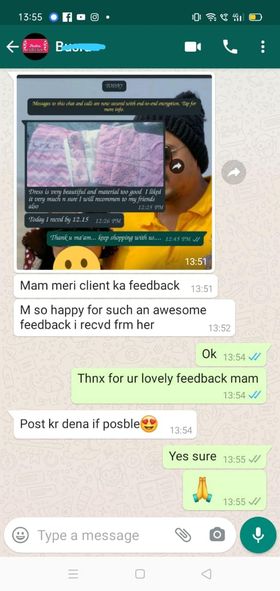 13:55
B
TODAY
Messages to this chat and calls are now secured with end-to-end encryption. Tap for
more info.
Dress is very beautiful and material too good I liked
it very much n sure I will recommen to my friends
also 12:25 PM
Today I recvd by 12.15 12:26 PM
Thank u ma'am... keep shopping with us.... 12:45 PM
13:51
Mam meri client ka feedback 13:51
M so happy for such an awesome
feedback i recvd frm her 13:52
Ok 13:54
Thnx for ur lovely feedback mam
13:54
Post kr dena if posble😍
13:54
Yes sure 13:55
🙏
13:55
Type a message